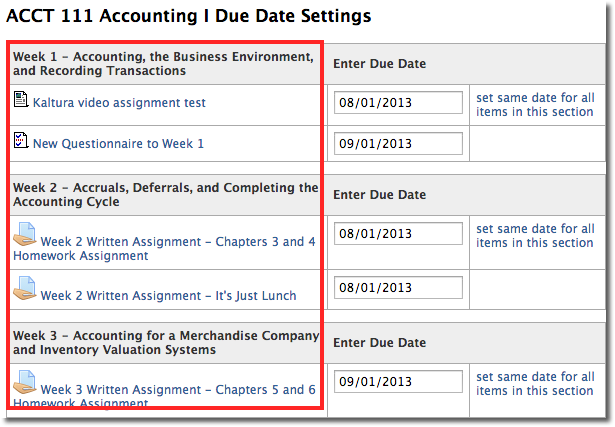 ACCT 111 Accounting I Due Date Settings
Week 1 - Accounting, the Business Environment,
and Recording Transactions
Enter Due Date
Kaltura video assignment test
08/01/2013
set same date for all
items in this section
New Questionnaire to Week 1
09/01/2013
Week 2 - Accruals, Deferrals, and Completing the
Accounting Cycle
Enter Due Date
Week 2 Written Assignment - Chapters 3 and 4
Homework Assignment
08/01/2013
set same date for all
items in this section
Week 2 Written Assignment - It's Just Lunch
08/01/2013
Week 3 - Accounting for a Merchandise Company
and Inventory Valuation Systems
Enter Due Date
Week 3 Written Assignment - Chapters 5 and 6
Homework Assignment
09/01/2013
set same date for all
items in this section